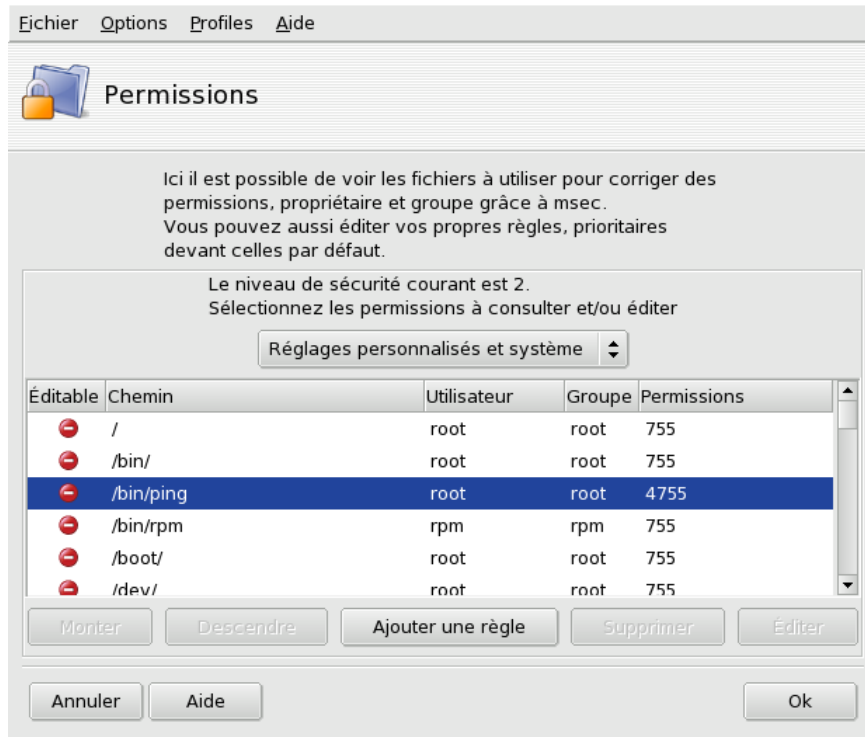 Fichier Options Profiles Aide
Permissions
Ici il est possible de voir les fichiers à utiliser pour corriger des
permissions, propriétaire et groupe grâce à msec.
Vous pouvez aussi éditer vos propres règles, prioritaires
devant celles par défaut.
Le niveau de sécurité courant est 2.
Sélectionnez les permissions à consulter et/ou éditer
Réglages personnalisés et système
Éditable Chemin Utilisateur Groupe Permissions
/ root root 755
/bin/ root root 755
/bin/ping root root 4755
/bin/rpm rpm rpm 755
/boot/ root root 755
/dev/ root root 755
Monter Descendre Ajouter une règle Supprimer Éditer
Annuler Aide Ok